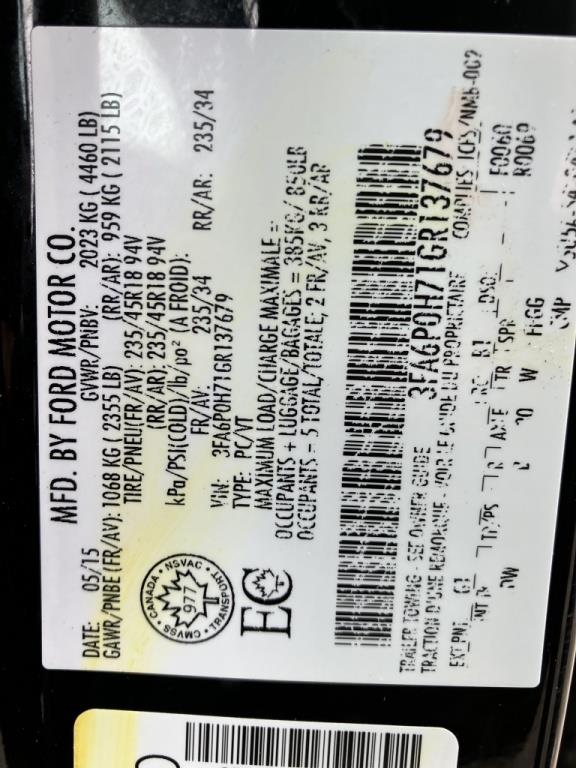 MFD. BY FORD MOTOR CO.
DATE: 05/15 GVWR/PNBV: 2023 KG ( 4460 LB)
GAWR/PNBE (FR/AV): 1068 KG ( 2355 LB) (RR/AR): 959 KG ( 2115 LB)
TIRE/PNEU(FR/AV): 235/45R18 94V
(RR/AR): 235/45R18 94V
kPa/PSI(COLD)/lb/po² (A FROID):
FR/AV: 235/34 RR/AR: 235/34
VIN: 3FA6P0H71GR137679
TYPE: PC/VT
MAXIMUM LOAD/CHARGE MAXIMALE =
OCCUPANTS + LUGGAGE/BAGAGES = 385KG/ 850LB
OCCUPANTS = 5 TOTAL/TOTALE, 2 FR/AV, 3 RR/AR
CANADA • NSVAC •
977
CMVSS • TRANSPORT
EC
3FA6P0H71GR137679
TRAILER TOWING - SEE OWNER GUIDE
TRACTION D'UNE REMORQUE - VOIR LE GUIDE DU PROPRIETAIRE
EXT PNT: G1 F0060
R0069